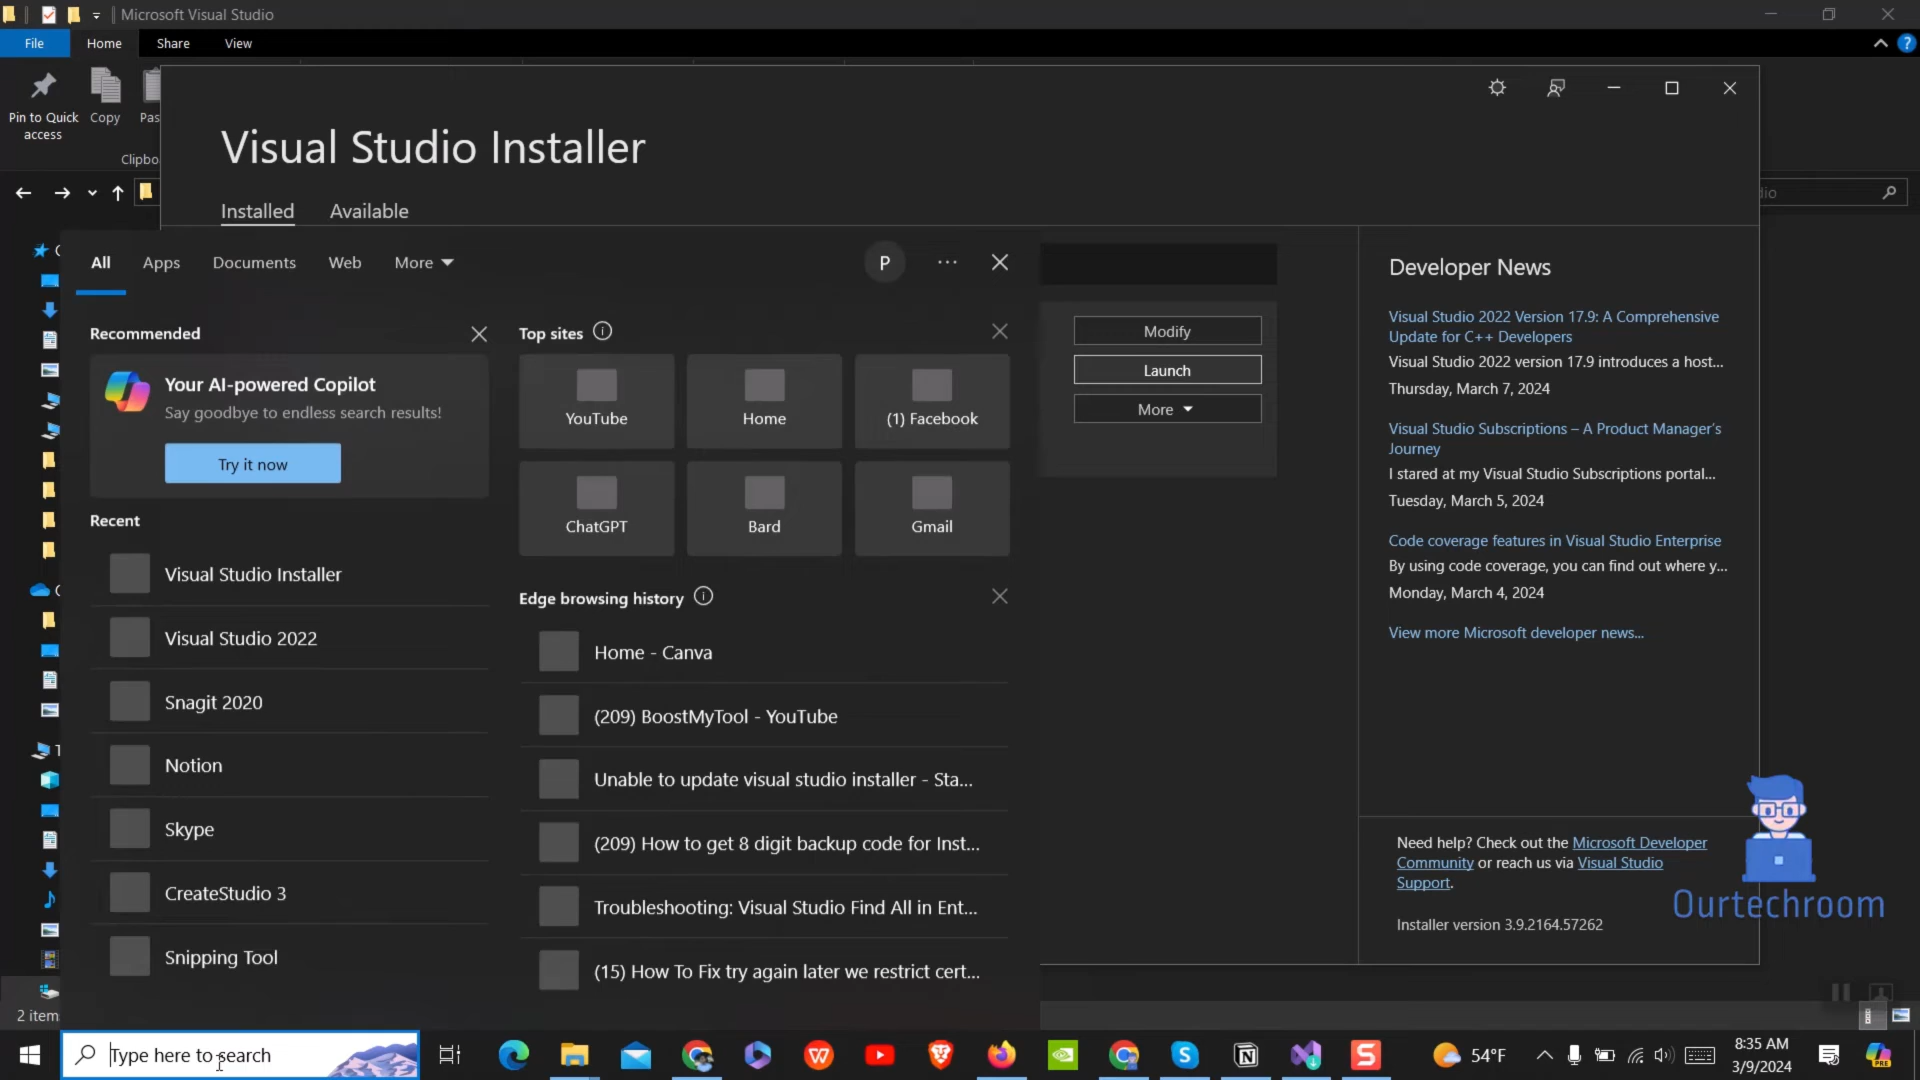 Microsoft Visual Studio
File
Home
Share
View
Pin to Quick
access
Copy
Pas
Clipbo
Visual Studio Installer
Installed
Available
All
Apps
Documents
Web
More
P
Recommended
Your AI-powered Copilot
Say goodbye to endless search results!
Try it now
Recent
Visual Studio Installer
Visual Studio 2022
Snagit 2020
Notion
Skype
CreateStudio 3
Snipping Tool
Top sites
YouTube
Home
(1) Facebook
ChatGPT
Bard
Gmail
Edge browsing history
Home - Canva
(209) BoostMyTool - YouTube
Unable to update visual studio installer - Sta...
(209) How to get 8 digit backup code for Inst...
Troubleshooting: Visual Studio Find All in Ent...
(15) How To Fix try again later we restrict cert...
Modify
Launch
More
Developer News
Visual Studio 2022 Version 17.9: A Comprehensive
Update for C++ Developers
Visual Studio 2022 version 17.9 introduces a host...
Thursday, March 7, 2024
Visual Studio Subscriptions – A Product Manager's
Journey
I stared at my Visual Studio Subscriptions portal...
Tuesday, March 5, 2024
Code coverage features in Visual Studio Enterprise
By using code coverage, you can find out where y...
Monday, March 4, 2024
View more Microsoft developer news...
Need help? Check out the Microsoft Developer
Community or reach us via Visual Studio
Support.
Installer version 3.9.2164.57262
Ourtechroom
2 item
Type here to search
54°F
8:35 AM
3/9/2024